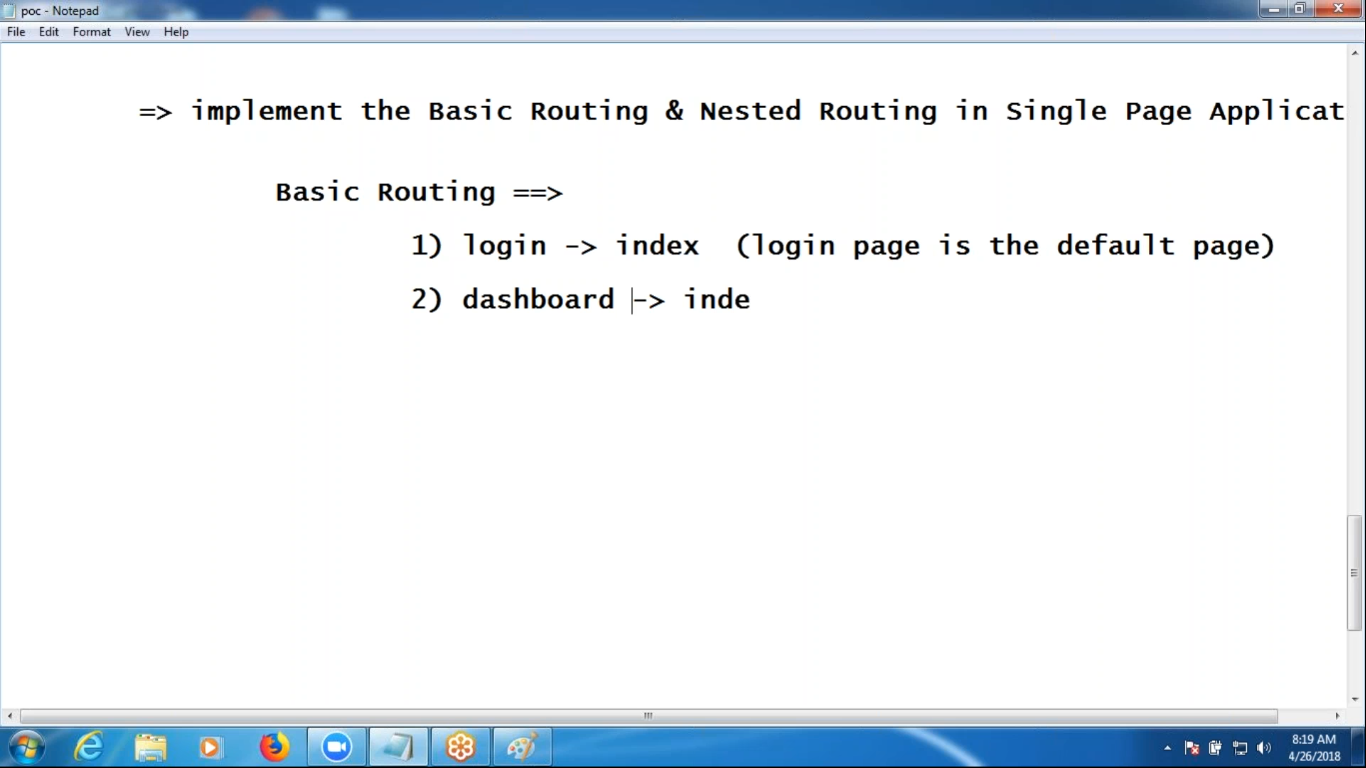 poc - Notepad
File Edit Format View Help
=> implement the Basic Routing & Nested Routing in Single Page Applicat
Basic Routing ==>
1) login -> index (login page is the default page)
2) dashboard -> inde
8:19 AM
4/26/2018